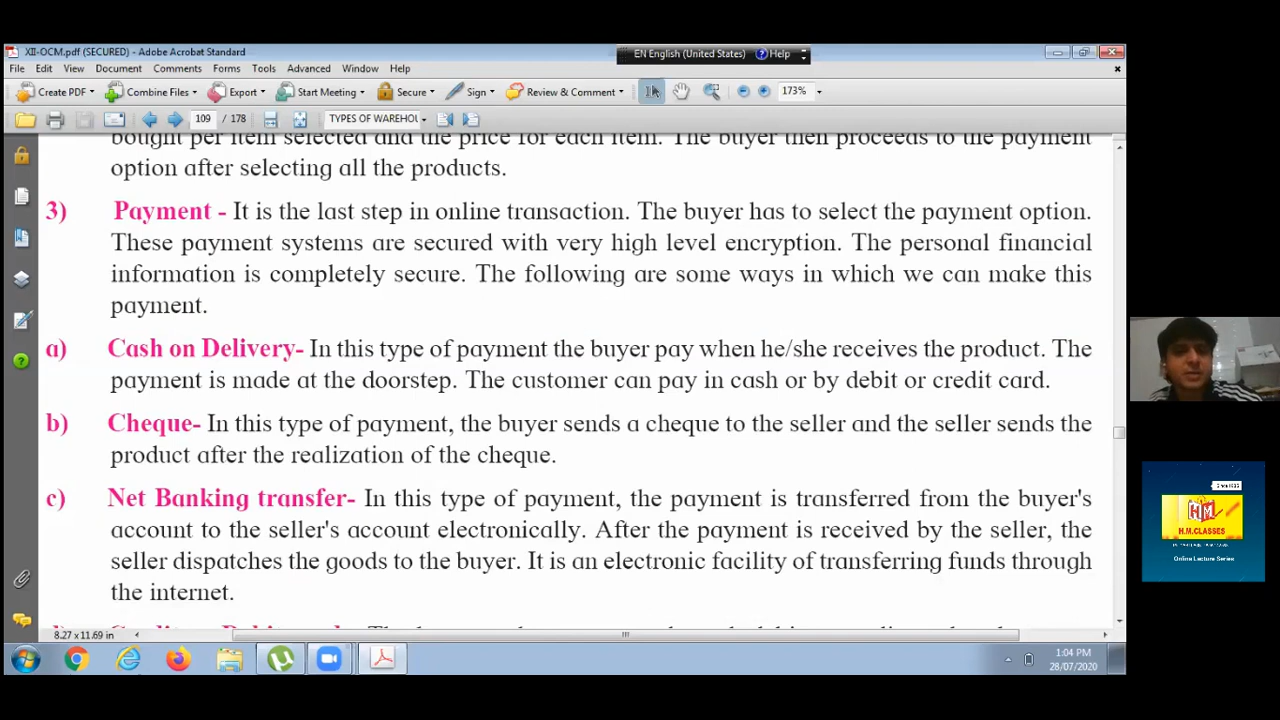 XII-OCM.pdf (SECURED) - Adobe Acrobat Standard
EN English (United States) Help
File Edit View Document Comments Forms Tools Advanced Window Help
Create PDF Combine Files Export Start Meeting Secure Sign Review & Comment 173%
109 / 178 TYPES OF WAREHOU
bought per item selected and the price for each item. The buyer then proceeds to the payment
option after selecting all the products.
3) Payment - It is the last step in online transaction. The buyer has to select the payment option.
These payment systems are secured with very high level encryption. The personal financial
information is completely secure. The following are some ways in which we can make this
payment.
a) Cash on Delivery- In this type of payment the buyer pay when he/she receives the product. The
payment is made at the doorstep. The customer can pay in cash or by debit or credit card.
b) Cheque- In this type of payment, the buyer sends a cheque to the seller and the seller sends the
product after the realization of the cheque.
c) Net Banking transfer- In this type of payment, the payment is transferred from the buyer's
account to the seller's account electronically. After the payment is received by the seller, the
seller dispatches the goods to the buyer. It is an electronic facility of transferring funds through
the internet.
8.27 x 11.69 in
1:04 PM
28/07/2020
HM
H.M.CLASSES
Online Lecture Series